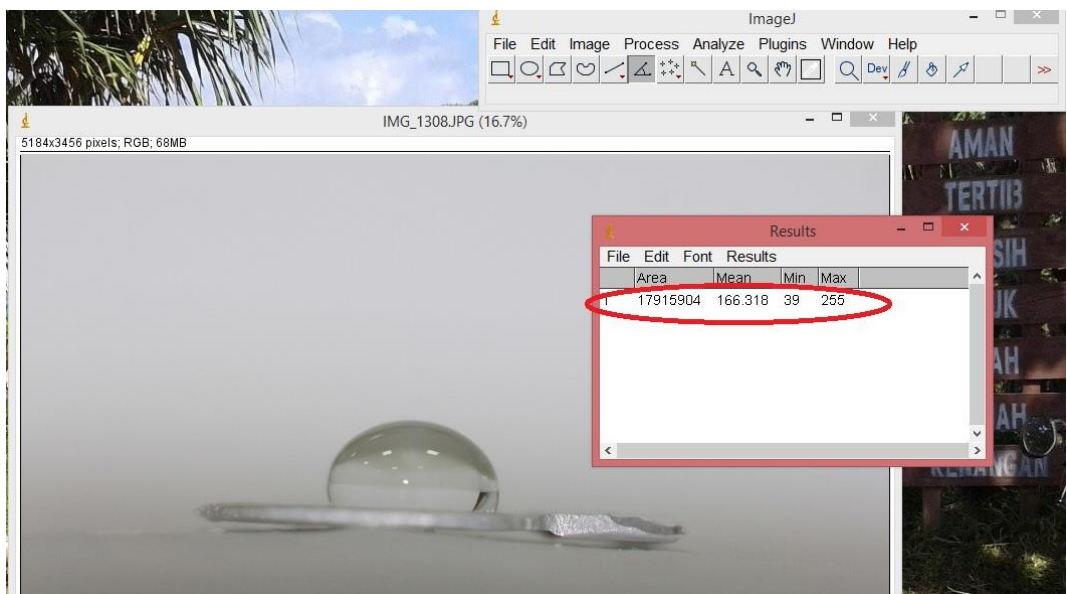 ImageJ
File Edit Image Process Analyze Plugins Window Help
Dev
>>
IMG_1308.JPG (16.7%)
5184x3456 pixels; RGB; 68MB
AMAN
TERTIB
Results
File Edit Font Results
Area Mean Min Max
17915904 166.318 39 255
SIH
UK
AH
AH
KENANGAN